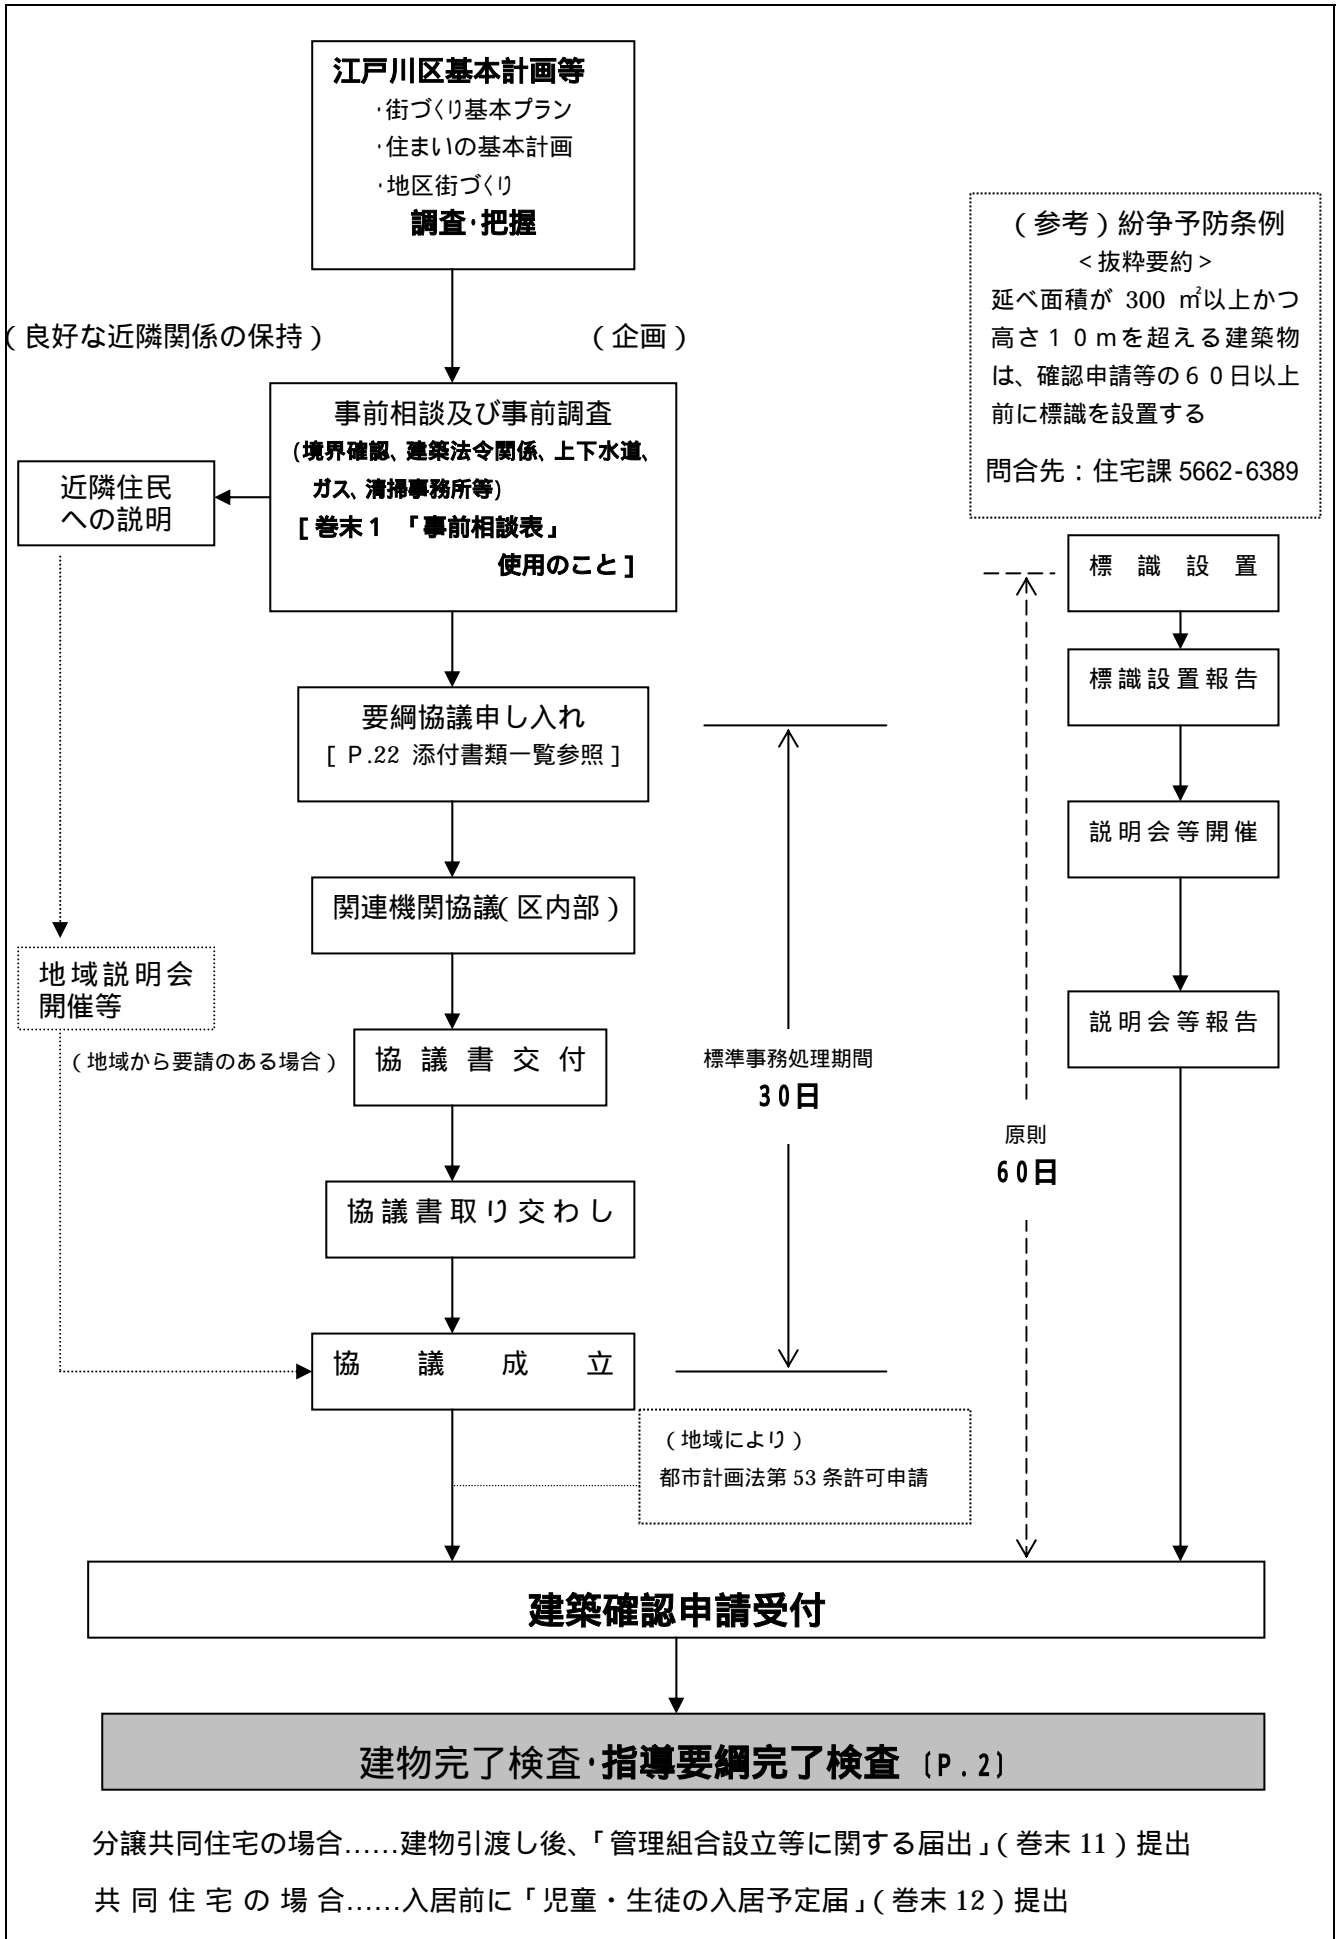 江戸川区基本計画等
・街づくり基本プラン
・住まいの基本計画
・地区街づくり
調査・把握
(良好な近隣関係の保持)
(企画)
事前相談及び事前調査
(境界確認、建築法令関係、上下水道、
ガス、清掃事務所等)
[巻末1 「事前相談表」
使用のこと]
近隣住民
への説明
要綱協議申し入れ
[P.22 添付書類一覧参照]
関連機関協議(区内部)
地域説明会
開催等
(地域から要請のある場合)
協議書交付
協議書取り交わし
協議成立
標準事務処理期間
30日
(地域により)
都市計画法第53条許可申請
(参考)紛争予防条例
<抜粋要約>
延べ面積が 300 ㎡以上かつ
高さ10mを超える建築物
は、確認申請等の60日以上
前に標識を設置する
問合先：住宅課 5662-6389
標識設置
標識設置報告
説明会等開催
説明会等報告
原則
60日
建築確認申請受付
建物完了検査・指導要綱完了検査 (P.2)
分譲共同住宅の場合……建物引渡し後、「管理組合設立等に関する届出」(巻末11)提出
共同住宅の場合……入居前に「児童・生徒の入居予定届」(巻末12)提出